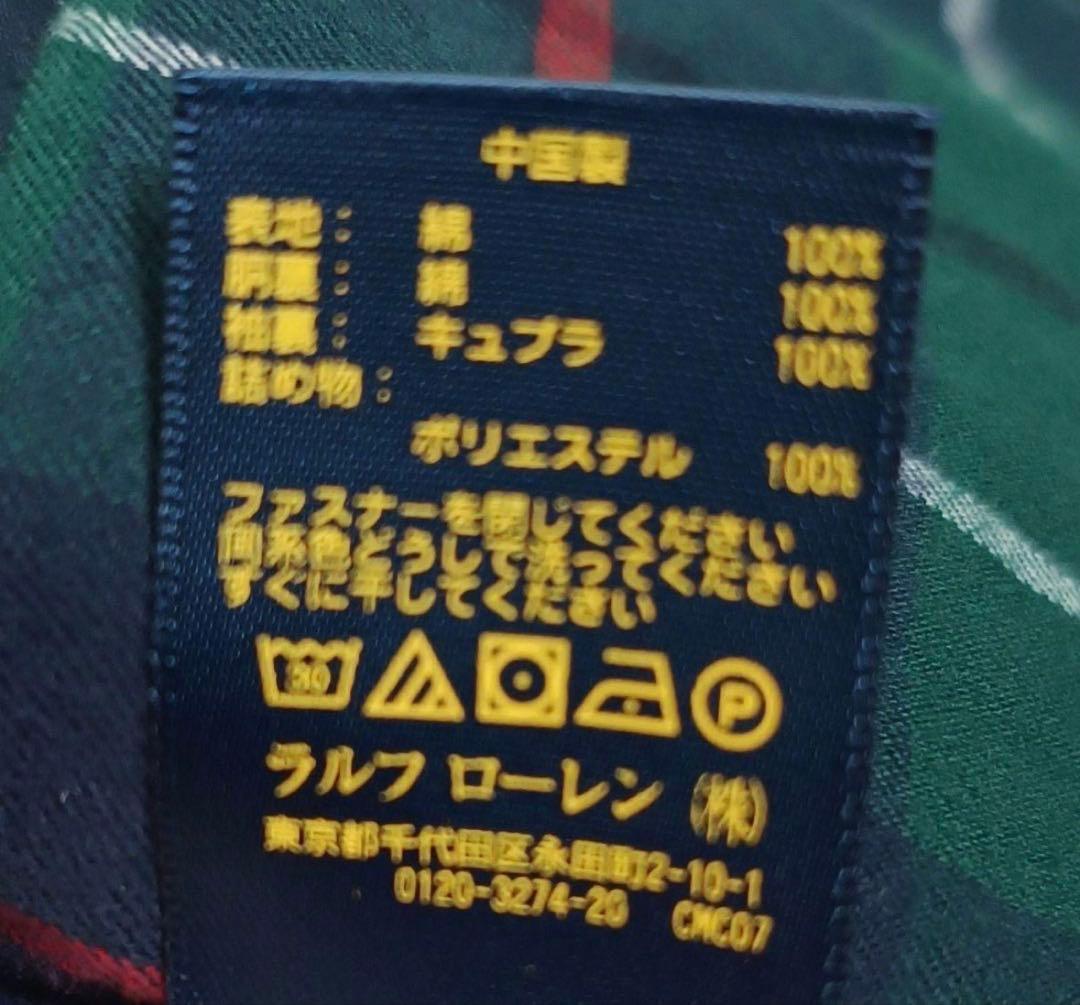 中国製
表地： 綿 100%
胴裏： 綿 100%
袖裏： キュプラ 100%
詰め物：
ポリエステル 100%
ファスナーを閉じてください
同系色どうしで洗ってください
すぐに干してください
30
P
ラルフ ローレン (株)
東京都千代田区永田町2-10-1
0120-3274-20 CMC07